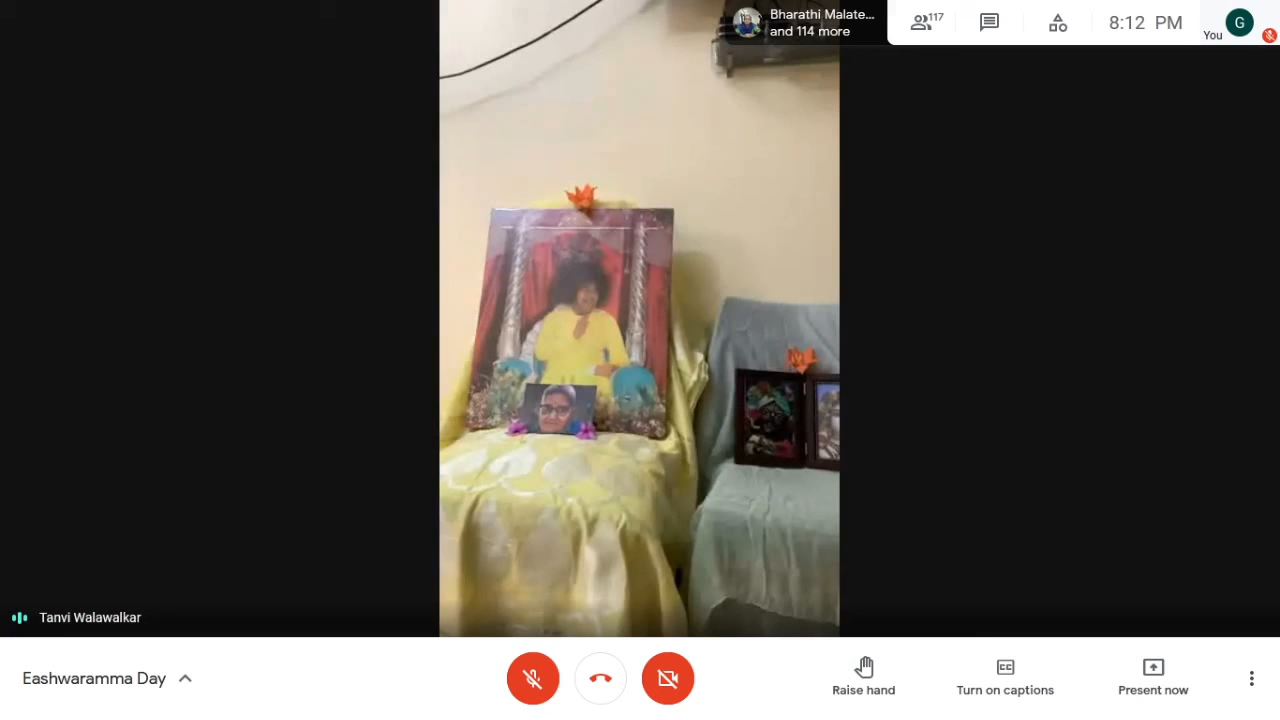 Bharathi Malate...
and 114 more
117
8:12 PM
G
You
Tanvi Walawalkar
Eashwaramma Day
Raise hand
CC
Turn on captions
Present now